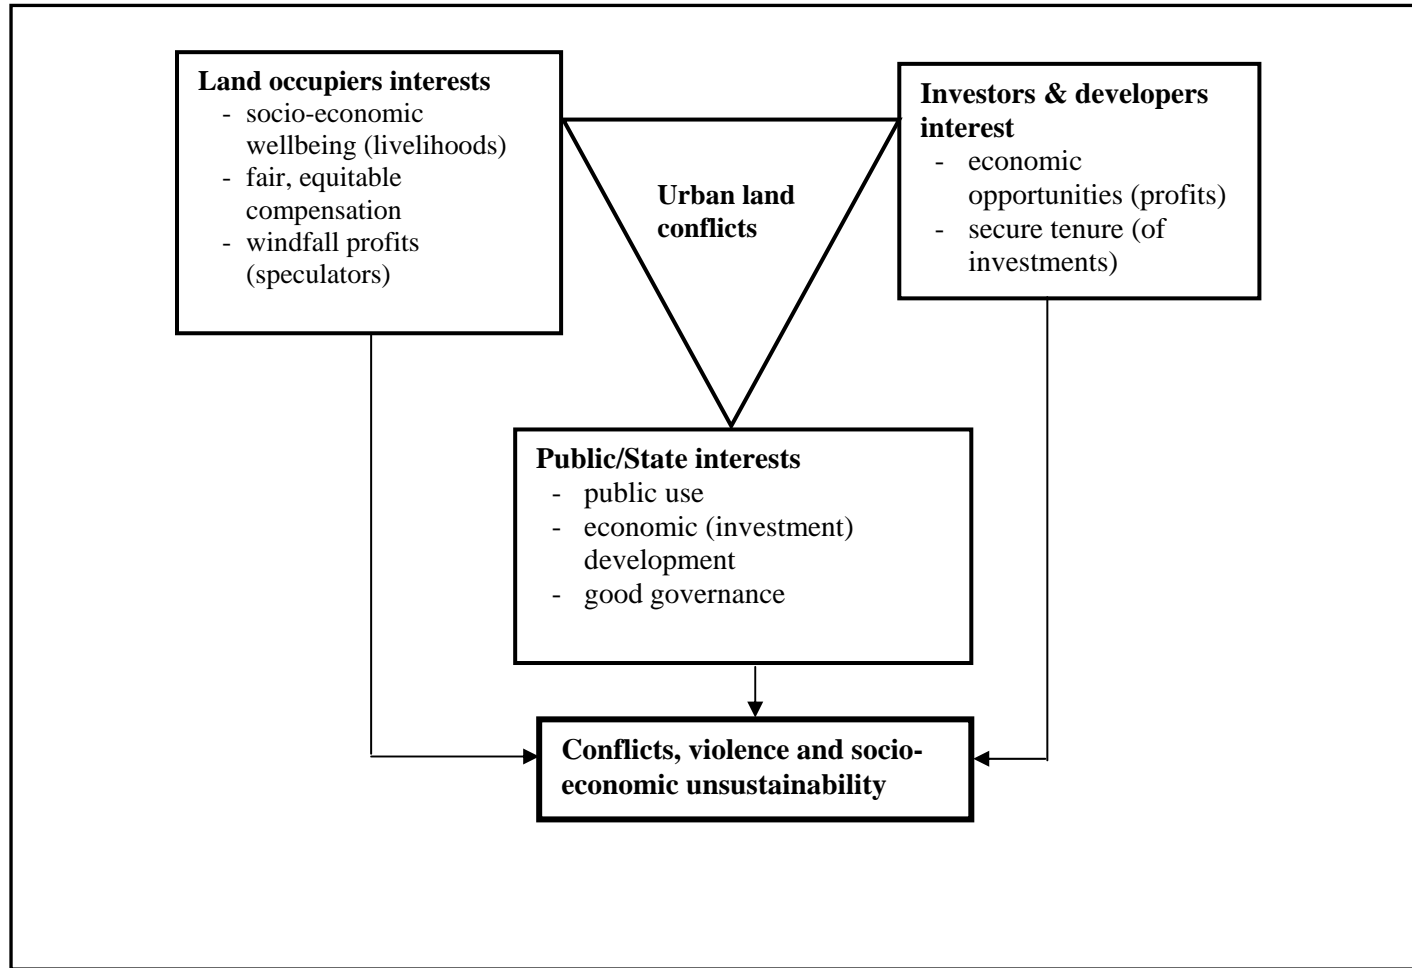 Land occupiers interests
- socio-economic
wellbeing (livelihoods)
- fair, equitable
compensation
- windfall profits
(speculators)
Urban land
conflicts
Investors & developers
interest
- economic
opportunities (profits)
- secure tenure (of
investments)
Public/State interests
- public use
- economic (investment)
development
- good governance
Conflicts, violence and socio-
economic unsustainability